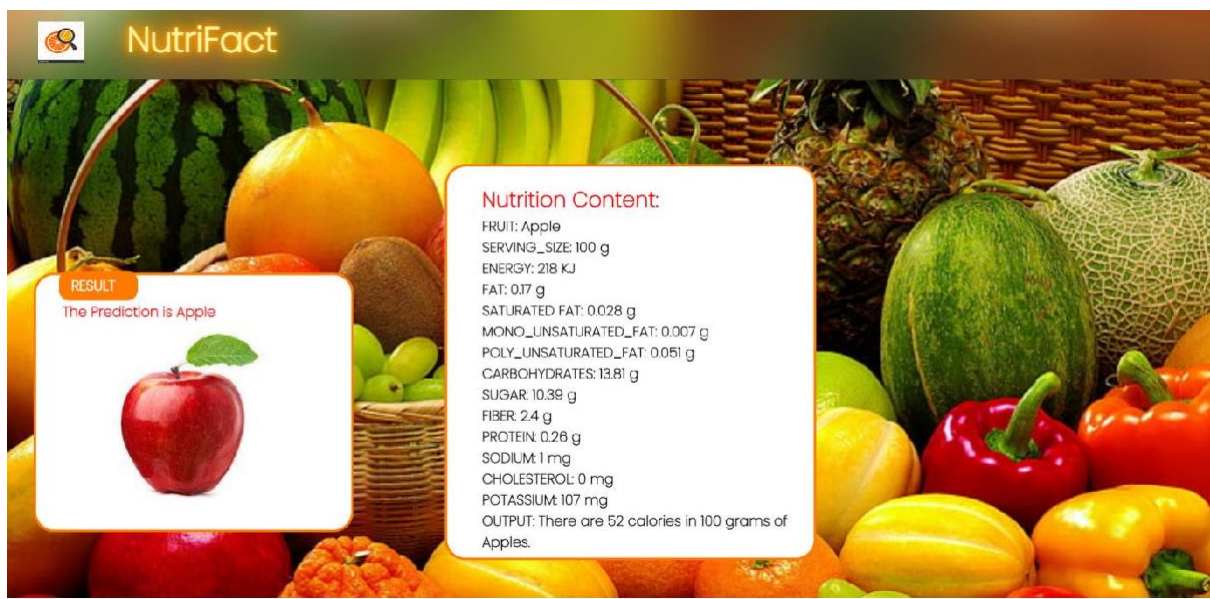 NutriFact
RESULT
The Prediction is Apple
Nutrition Content:
FRUIT: Apple
SERVING_SIZE: 100 g
ENERGY: 218 KJ
FAT: 0.17 g
SATURATED FAT: 0.028 g
MONO_UNSATURATED_FAT: 0.007 g
POLY_UNSATURATED_FAT: 0.051 g
CARBOHYDRATES: 13.81 g
SUGAR: 10.39 g
FIBER: 2.4 g
PROTEIN: 0.26 g
SODIUM: 1 mg
CHOLESTEROL: 0 mg
POTASSIUM: 107 mg
OUTPUT: There are 52 calories in 100 grams of
Apples.